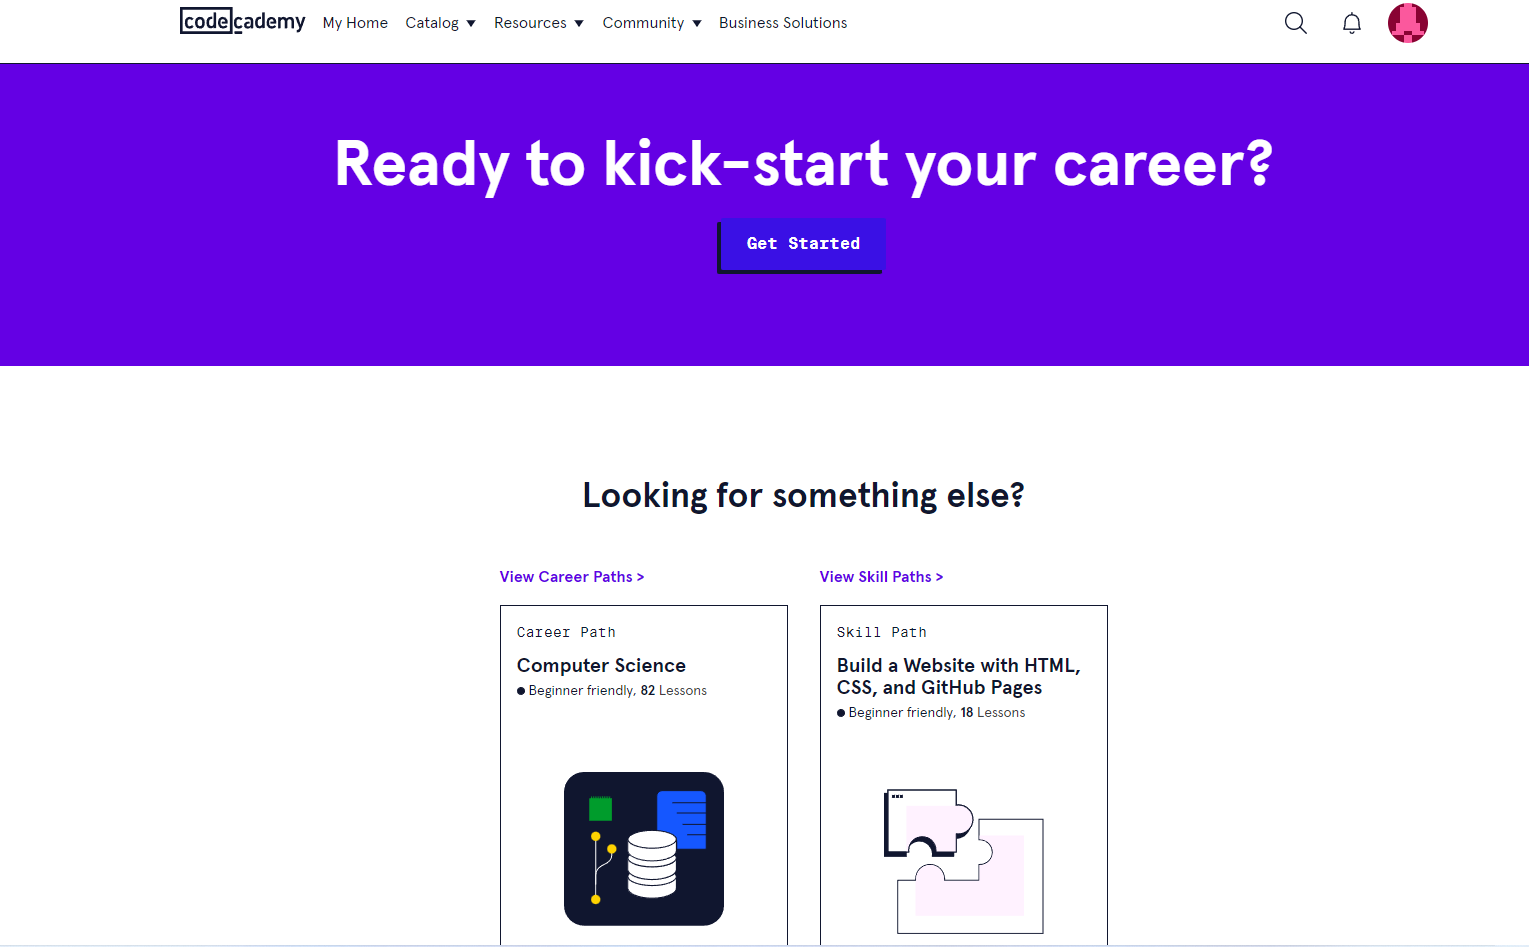 codecademy My Home Catalog Resources Community Business Solutions
Ready to kick-start your career?
Get Started
Looking for something else?
View Career Paths > View Skill Paths >
Career Path
Computer Science
Beginner friendly, 82 Lessons
Skill Path
Build a Website with HTML,
CSS, and GitHub Pages
Beginner friendly, 18 Lessons